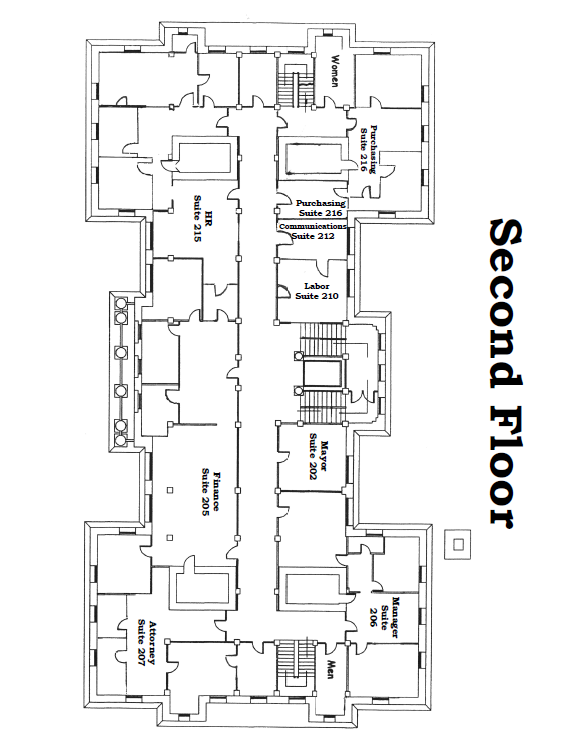 Women
Purchasing
Suite 216
Purchasing
Suite 216
HR
Suite 215
Communications
Suite 212
Labor
Suite 210
Second Floor
Mayor
Suite 202
Finance
Suite 205
Manager
Suite
206
Attorney
Suite 207
Men